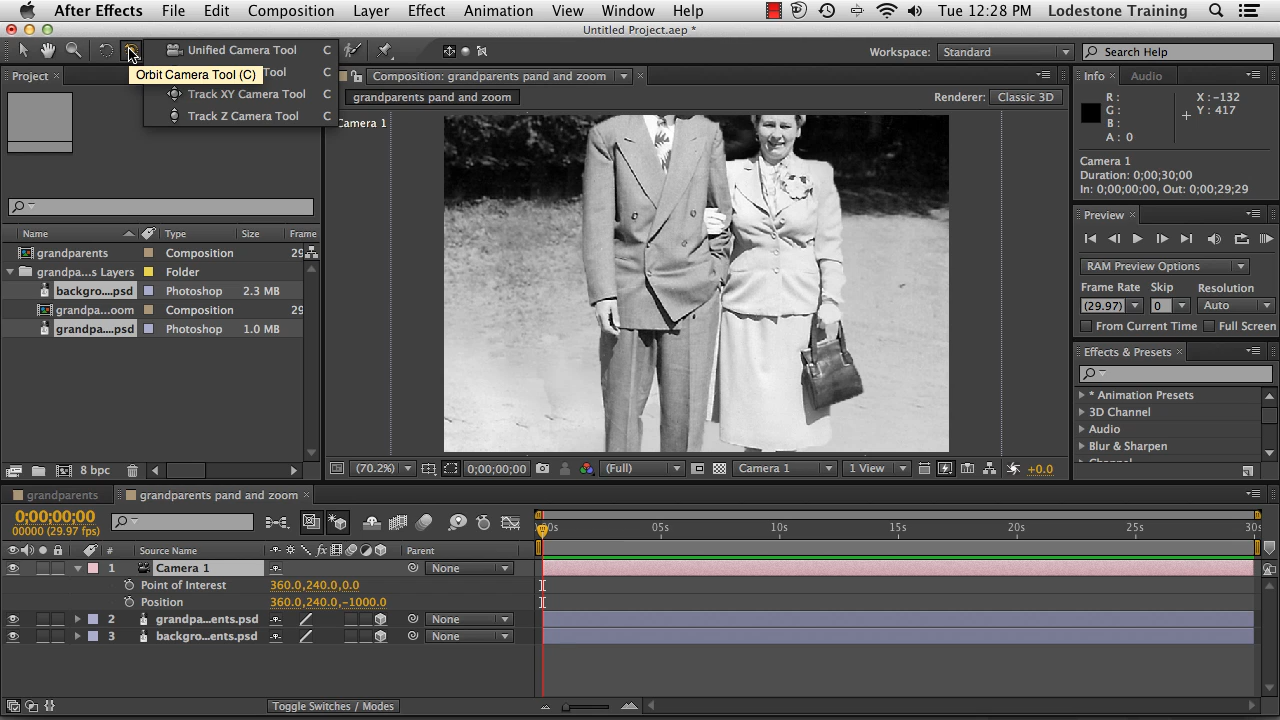 After Effects File Edit Composition Layer Effect Animation View Window Help Tue 12:28 PM Lodestone Training
Untitled Project.aep *
Unified Camera Tool C
Workspace: Standard Search Help
Orbit Camera Tool (C) Tool C
Track XY Camera Tool C
Track Z Camera Tool C
Project
Composition: grandparents pand and zoom
Info Audio
grandparents pand and zoom
Renderer: Classic 3D
Camera 1
R :
G :
B :
A : 0
X : -132
Y : 417
Camera 1
Duration: 0;00;30;00
In: 0;00;00;00, Out: 0;00;29;29
Preview
Name Type Size Frame
grandparents Composition 29
grandpa...s Layers Folder
backgro....psd Photoshop 2.3 MB
grandpa...oom Composition 29
grandpa....psd Photoshop 1.0 MB
RAM Preview Options
Frame Rate Skip Resolution
(29.97) 0 Auto
From Current Time Full Screen
Effects & Presets
* Animation Presets
3D Channel
Audio
Blur & Sharpen
Channel
8 bpc
(70.2%) 0;00;00;00 (Full) Camera 1 1 View +0.0
grandparents grandparents pand and zoom
0;00;00;00
00000 (29.97 fps)
05s 10s 15s 20s 25s 30s
# Source Name fx Parent
1 Camera 1 None
Point of Interest 360.0,240.0,0.0
Position 360.0,240.0,-1000.0
2 grandpa...ents.psd None
3 backgro...ents.psd None
Toggle Switches / Modes